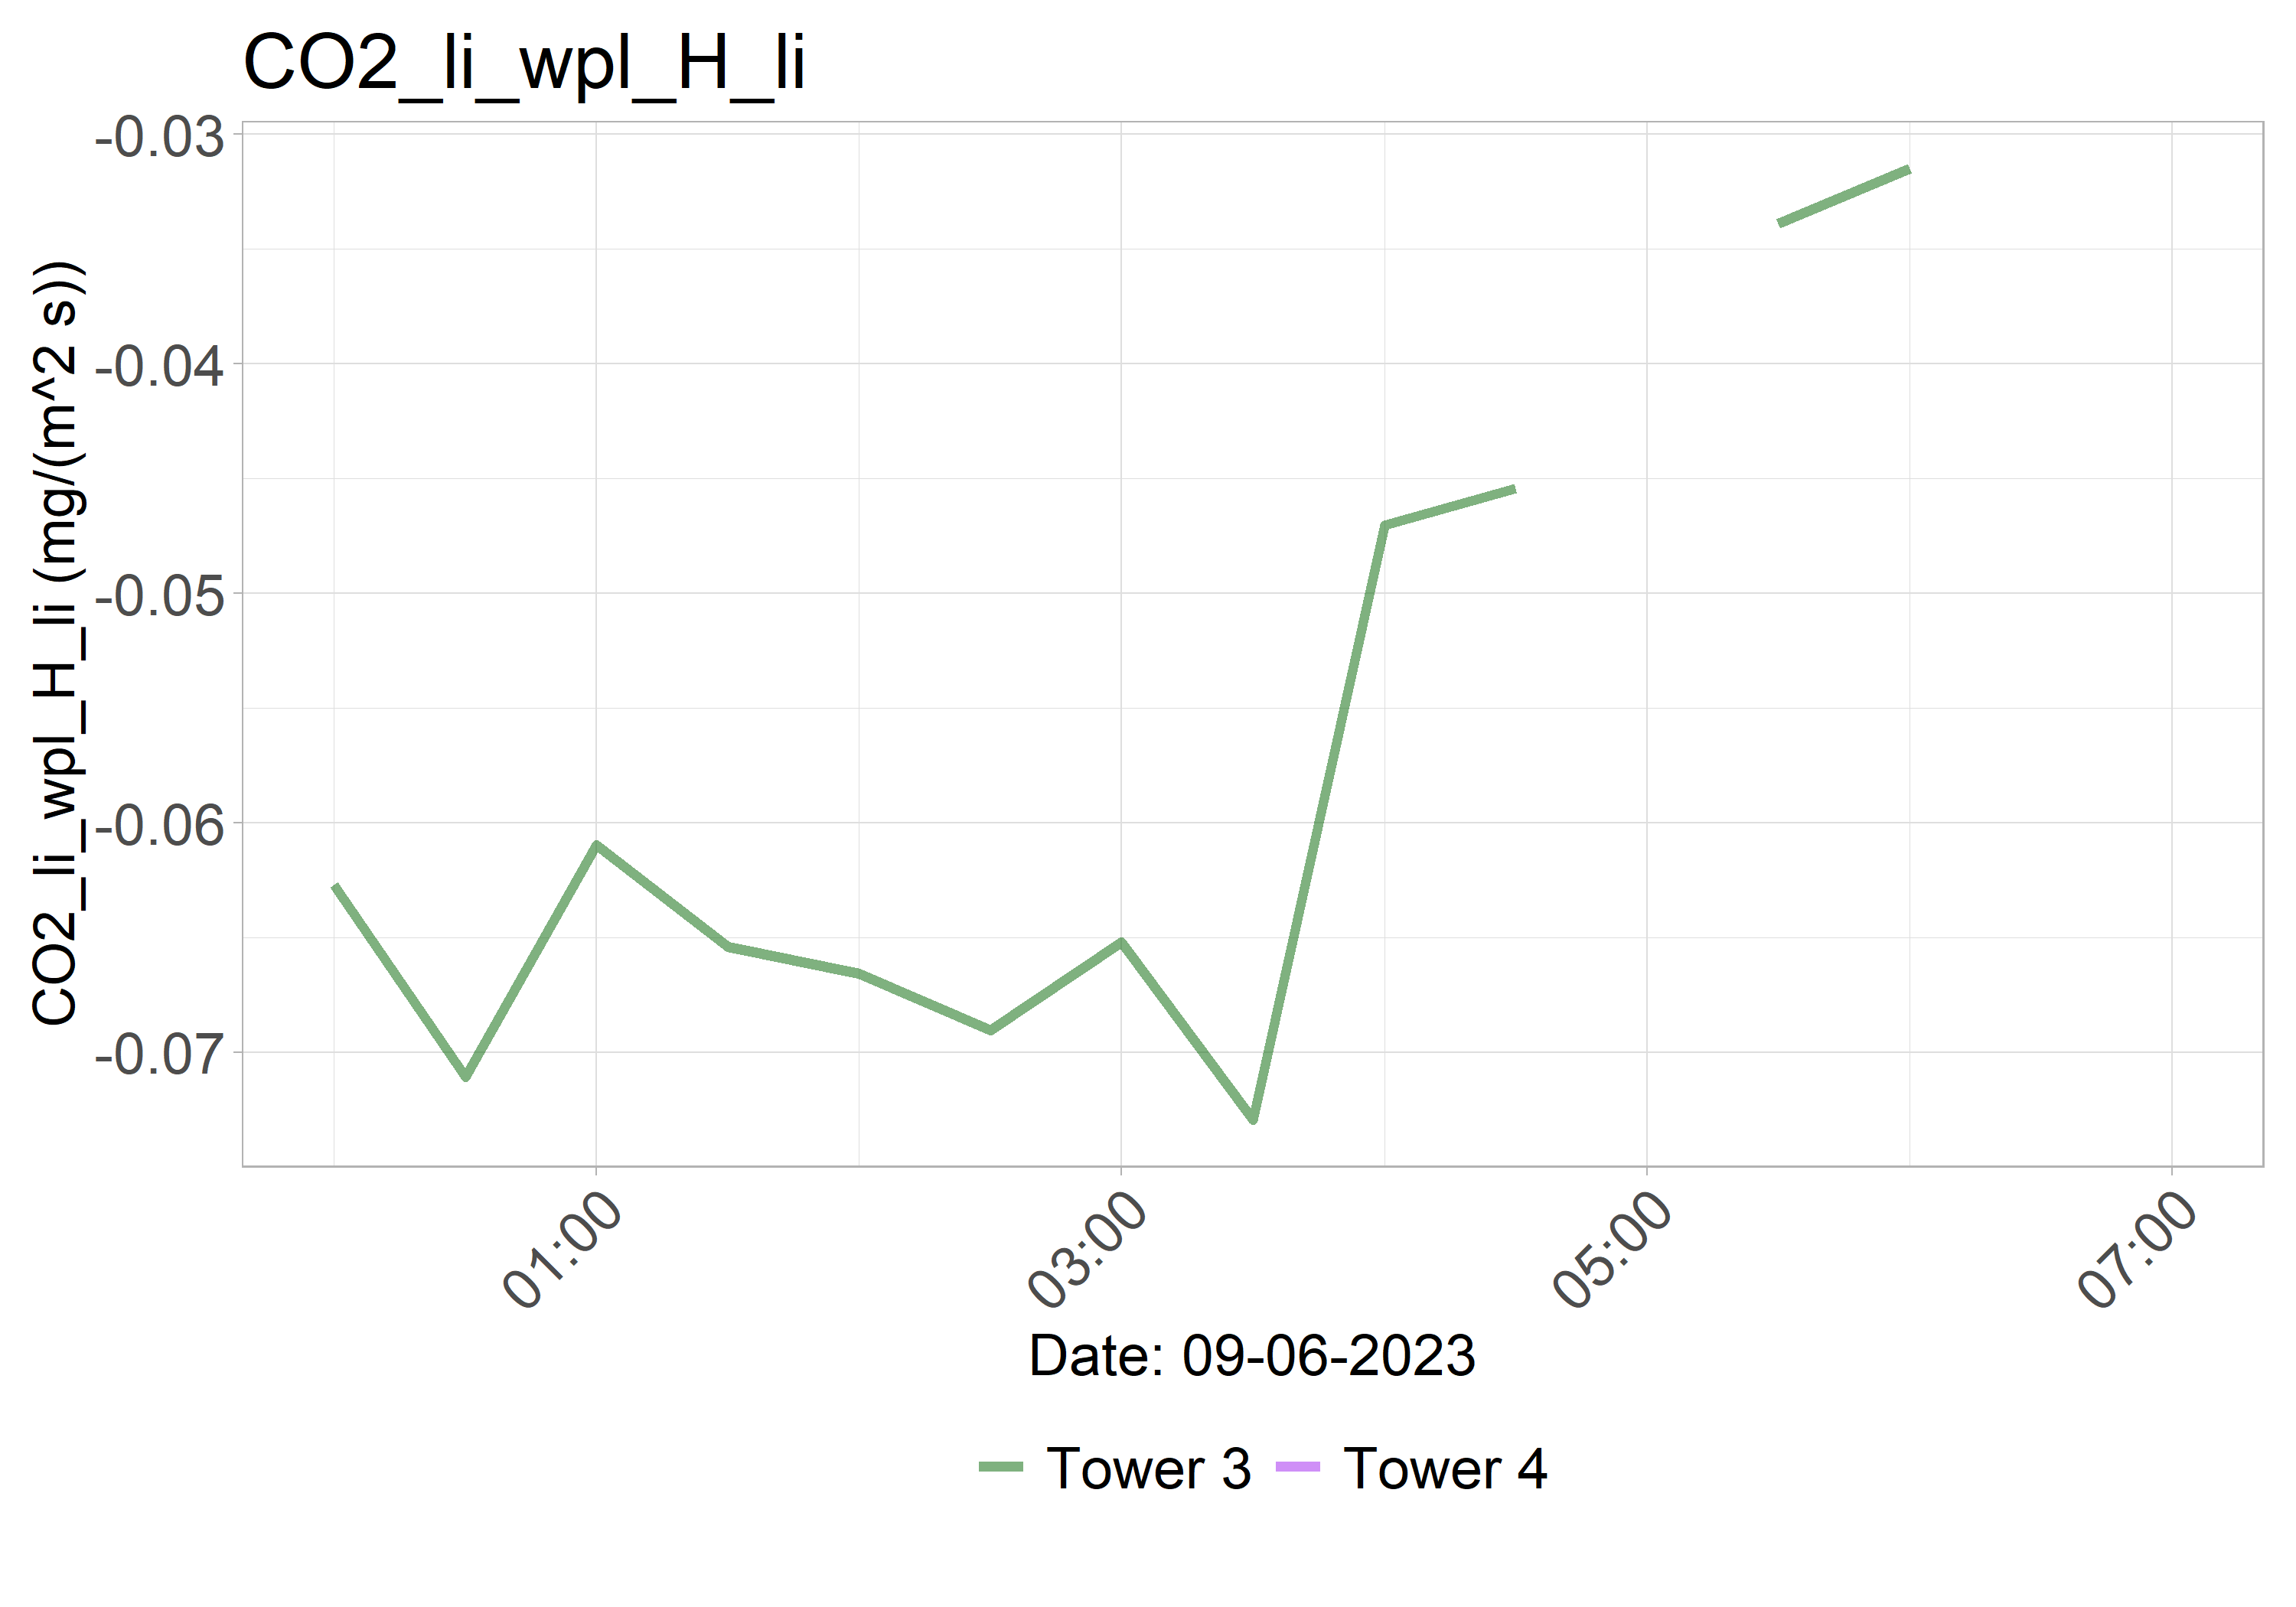 CO2_li_wpl_H_li
CO2_li_wpl_H_li (mg/(m^2 s))
-0.03
-0.04
-0.05
-0.06
-0.07
01:00
03:00
05:00
07:00
Date: 09-06-2023
Tower 3
Tower 4